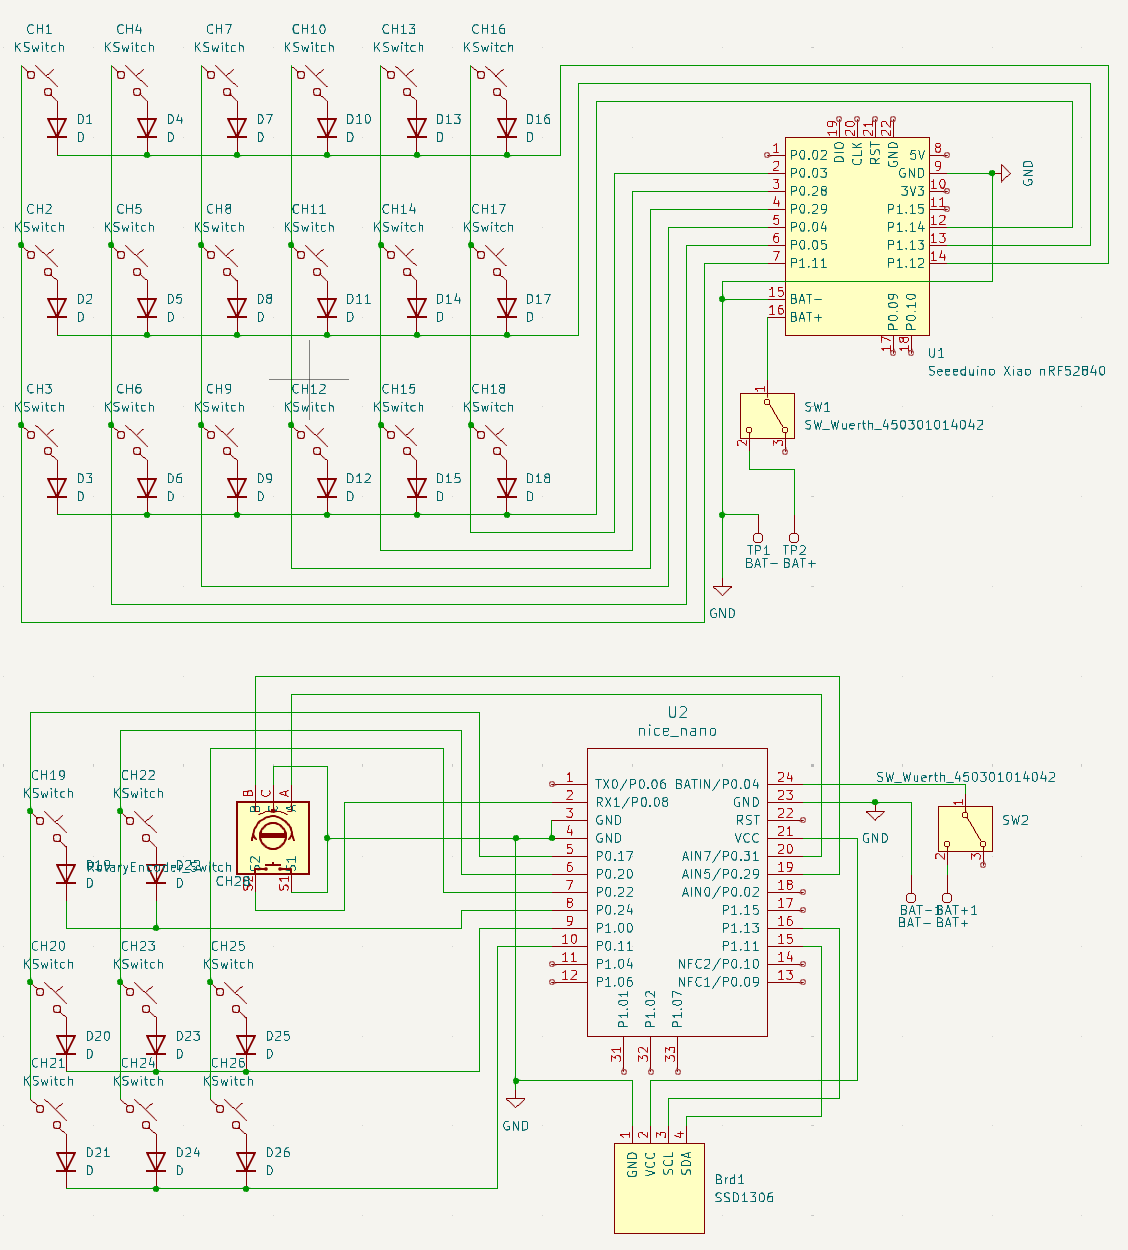 CH1 CH4 CH7 CH10 CH13 CH16
KSwitch KSwitch KSwitch KSwitch KSwitch KSwitch
D1 D4 D7 D10 D13 D16
D D D D D D
CH2 CH5 CH8 CH11 CH14 CH17
KSwitch KSwitch KSwitch KSwitch KSwitch KSwitch
D2 D5 D8 D11 D14 D17
D D D D D D
CH3 CH6 CH9 CH12 CH15 CH18
KSwitch KSwitch KSwitch KSwitch KSwitch KSwitch
D3 D6 D9 D12 D15 D18
D D D D D D
19 20 21 22
DIO CLK RST GND
1 P0.02 5V 8
2 P0.03 GND 9
GND
3 P0.28 3V3 10
4 P0.29 P1.15 11
5 P0.04 P1.14 12
6 P0.05 P1.13 13
7 P1.11 P1.12 14
15 BAT-
16 BAT+
P0.09 P0.10
17 18
U1
Seeeduino Xiao nRF52840
1
SW1
SW_Wuerth_450301014042
2 3
TP1 TP2
BAT- BAT+
GND
U2
nice_nano
1 TX0/P0.06 BATIN/P0.04 24
2 RX1/P0.08 GND 23
3 GND RST 22
4 GND VCC 21
5 P0.17 AIN7/P0.31 20
6 P0.20 AIN5/P0.29 19
7 P0.22 AIN0/P0.02 18
8 P0.24 P1.15 17
9 P1.00 P1.13 16
10 P0.11 P1.11 15
11 P1.04 NFC2/P0.10 14
12 P1.06 NFC1/P0.09 13
P1.01 P1.02 P1.07
31 32 33
SW_Wuerth_450301014042
1
SW2
2 3
GND
BAT-1 BAT+1
BAT- BAT+
CH19 CH22
KSwitch KSwitch
B C A
B C A
S2 S1
S2 S1
D19 D22
RotaryEncoder_Switch
CH20 CH23 CH25
KSwitch KSwitch KSwitch
D20 D23 D25
D D D
CH21 CH24 CH26
KSwitch KSwitch KSwitch
D21 D24 D26
D D D
GND
1 2 3 4
GND VCC SCL SDA
Brd1
SSD1306